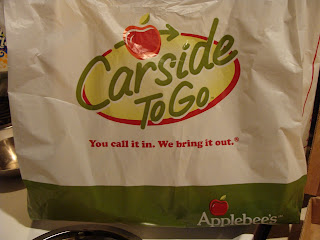 Carside
To Go
You call it in. We bring it out.®
Applebee's